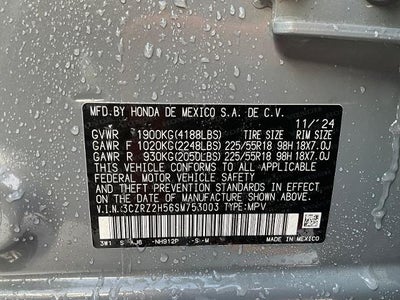 MFD. BY HONDA DE MEXICO S.A. DE C.V.
11/'24
GVWR 1900KG(4188LBS) TIRE SIZE RIM SIZE
GAWR F 1020KG(2248LBS) 225/55R18 98H 18X7.0J
GAWR R 930KG(2050LBS) 225/55R18 98H 18X7.0J
THIS VEHICLE CONFORMS TO ALL APPLICABLE
FEDERAL MOTOR VEHICLE SAFETY STANDARDS IN
EFFECT ON THE DATE OF MANUFACTURE SHOWN ABOVE.
V.I.N.:3CZRZ2H56SM753003 TYPE:MPV
3W1 S NH912P -S-M MADE IN MEXICO